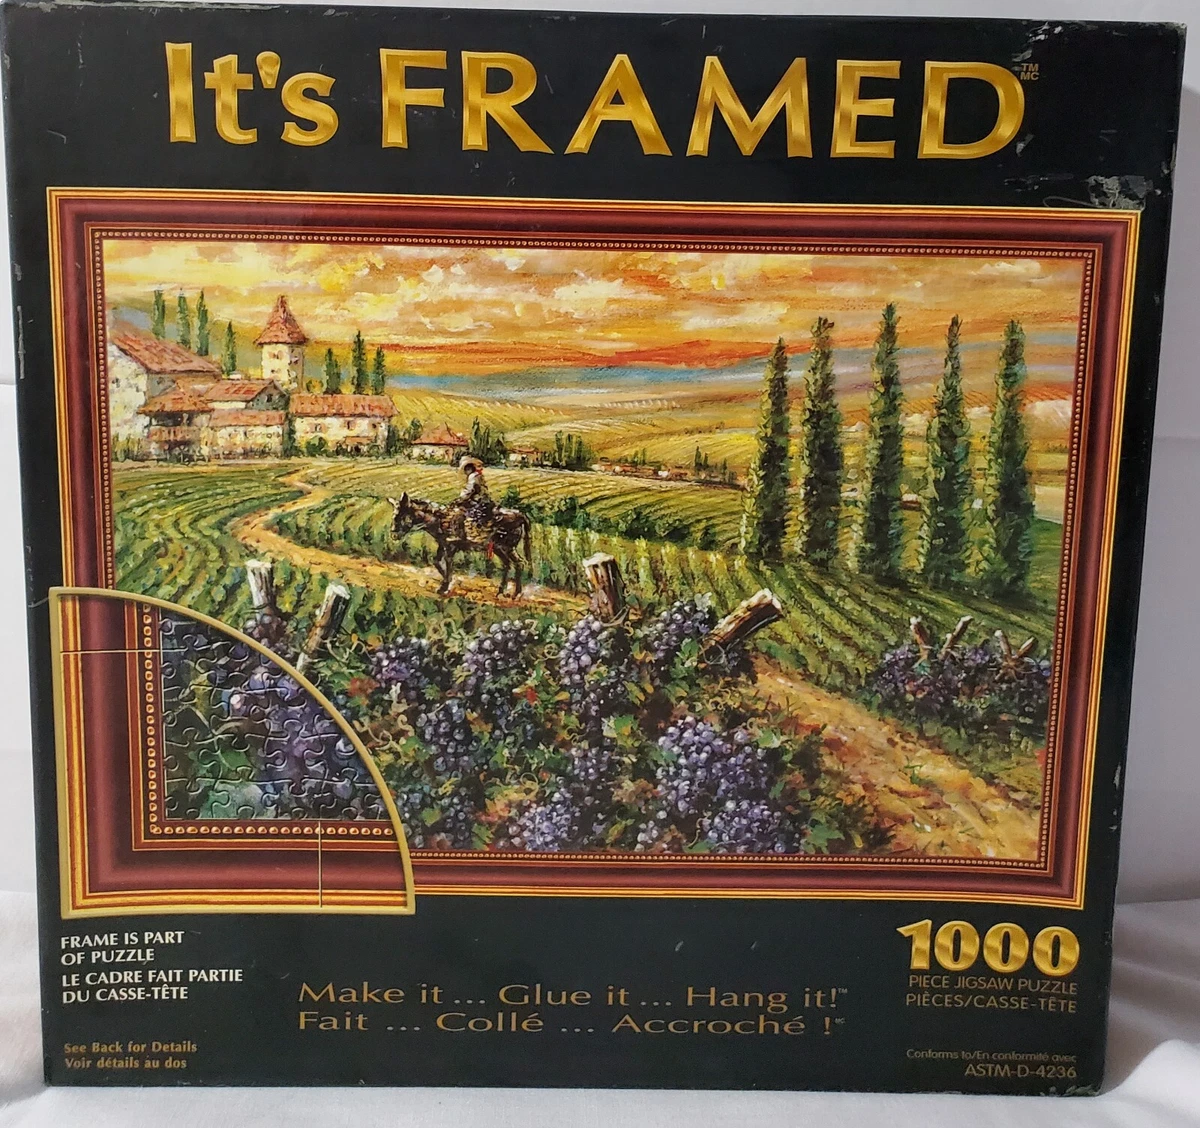 It's FRAMED
TM
MC
FRAME IS PART
OF PUZZLE
LE CADRE FAIT PARTIE
DU CASSE-TÊTE
See Back for Details
Voir détails au dos
Make it ... Glue it ... Hang it!™
Fait ... Collé ... Accroché !MC
1000
PIECE JIGSAW PUZZLE
PIÈCES/CASSE-TÊTE
Conforms to/En conformité avec
ASTM-D-4236